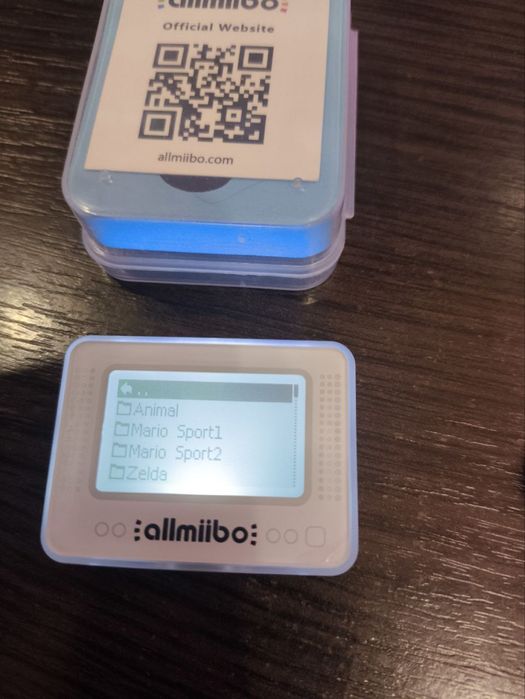 allmiibo
Official Website
allmiibo.com
..
Animal
Mario Sport1
Mario Sport2
Zelda
allmiibo